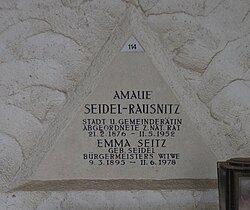 114
AMALIE
SEIDEL-RAUSNITZ
STADT U. GEMEINDERÄTIN
ABGEORDNETE Z. NAT. RAT
21. 2. 1876 - 11. 5. 1952
EMMA SEITZ
GEB. SEIDEL
BÜRGERMEISTERS WITWE
9. 3. 1895 - 11. 6. 1978